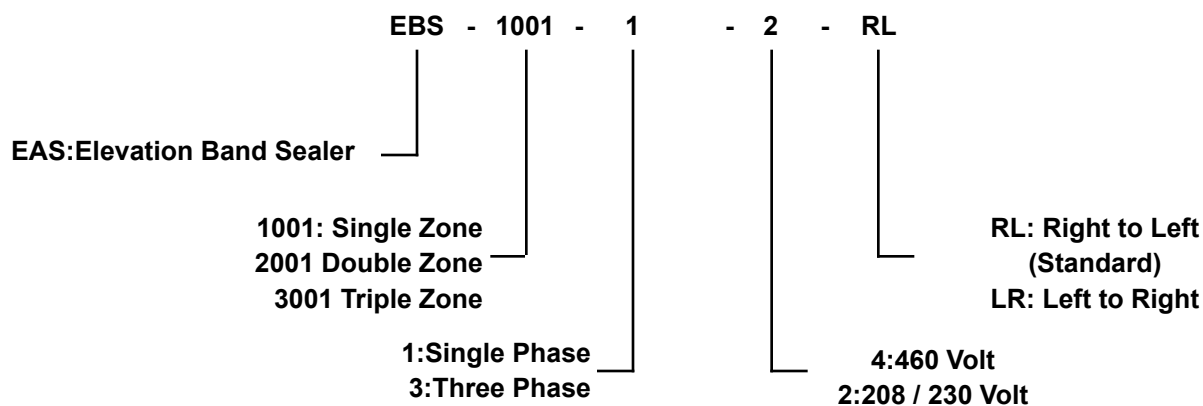 EBS - 1001 - 1 - 2 - RL
EAS:Elevation Band Sealer
1001: Single Zone
2001 Double Zone
3001 Triple Zone
RL: Right to Left
(Standard)
LR: Left to Right
1:Single Phase
3:Three Phase
4:460 Volt
2:208 / 230 Volt